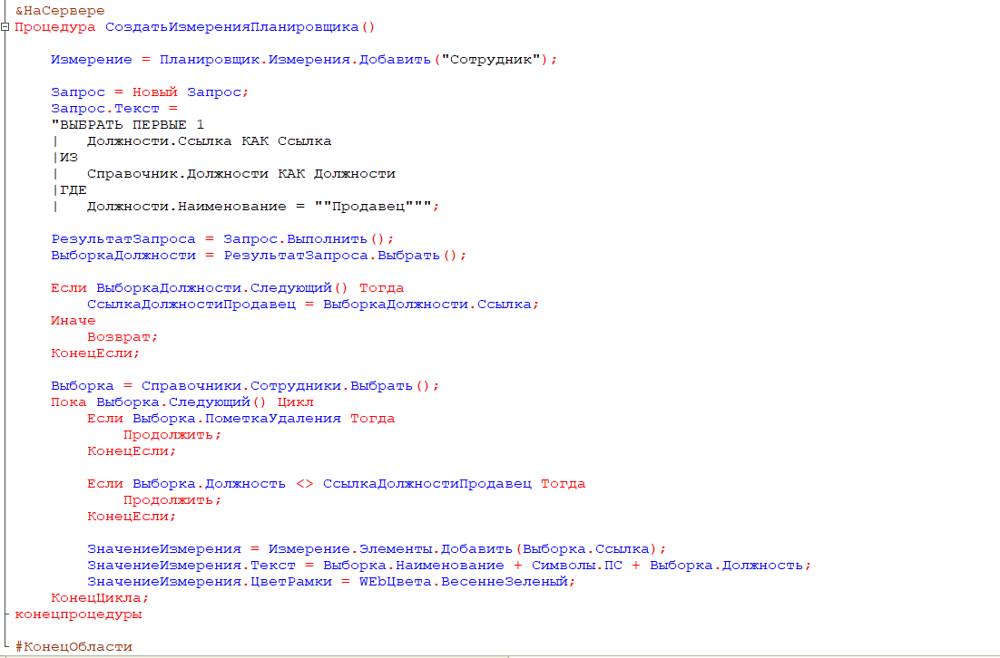 &НаСервере
Процедура СоздатьИзмеренияПланировщика()
Измерение = Планировщик.Измерения.Добавить("Сотрудник");
Запрос = Новый Запрос;
Запрос.Текст =
"ВЫБРАТЬ ПЕРВЫЕ 1
|   Должности.Ссылка КАК Ссылка
|ИЗ
|   Справочник.Должности КАК Должности
|ГДЕ
|   Должности.Наименование = ""Продавец""";
РезультатЗапроса = Запрос.Выполнить();
ВыборкаДолжности = РезультатЗапроса.Выбрать();
Если ВыборкаДолжности.Следующий() Тогда
СсылкаДолжностиПродавец = ВыборкаДолжности.Ссылка;
Иначе
Возврат;
КонецЕсли;
Выборка = Справочники.Сотрудники.Выбрать();
Пока Выборка.Следующий() Цикл
Если Выборка.ПометкаУдаления Тогда
Продолжить;
КонецЕсли;
Если Выборка.Должность <> СсылкаДолжностиПродавец Тогда
Продолжить;
КонецЕсли;
ЗначениеИзмерения = Измерение.Элементы.Добавить(Выборка.Ссылка);
ЗначениеИзмерения.Текст = Выборка.Наименование + Символы.ПС + Выборка.Должность;
ЗначениеИзмерения.ЦветРамки = WEbЦвета.ВесеннеЗеленый;
КонецЦикла;
конецпроцедуры
#КонецОбласти